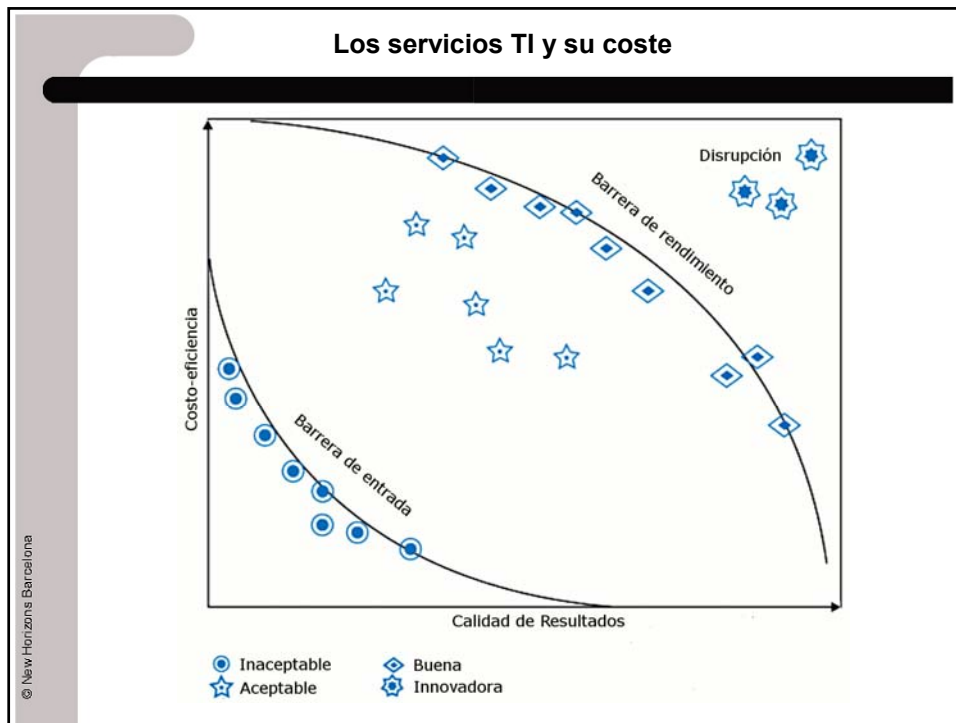 Los servicios TI y su coste
Disrupción
Barrera de rendimiento
Costo-eficiencia
Barrera de entrada
Calidad de Resultados
Inaceptable
Buena
Aceptable
Innovadora
© New Horizons Barcelona